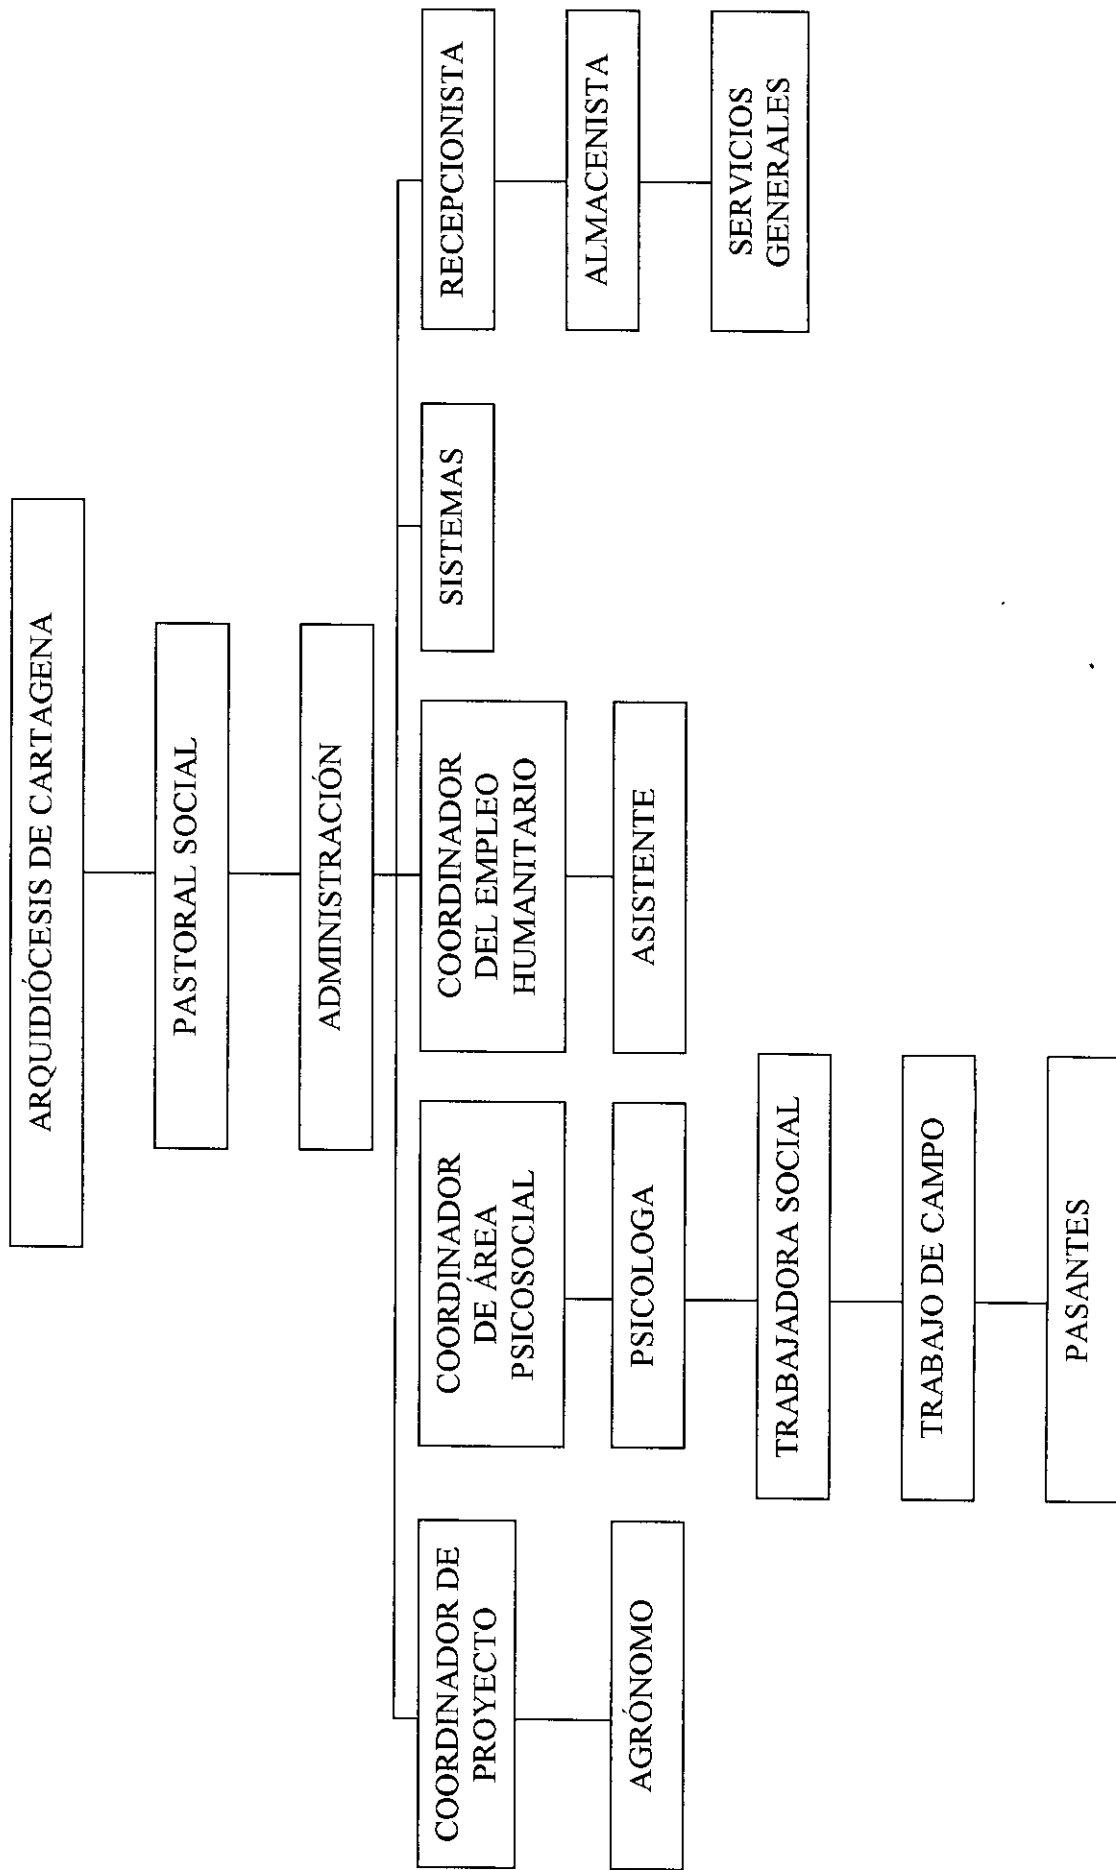 ARQUIDIÓCESIS DE CARTAGENA
PASTORAL SOCIAL
ADMINISTRACIÓN
COORDINADOR DE
PROYECTO
AGRÓNOMO
COORDINADOR
DE ÁREA
PSICOSOCIAL
PSICOLOGA
TRABAJADORA SOCIAL
TRABAJO DE CAMPO
PASANTES
COORDINADOR
DEL EMPLEO
HUMANITARIO
ASISTENTE
SISTEMAS
RECEPCIONISTA
ALMACENISTA
SERVICIOS
GENERALES